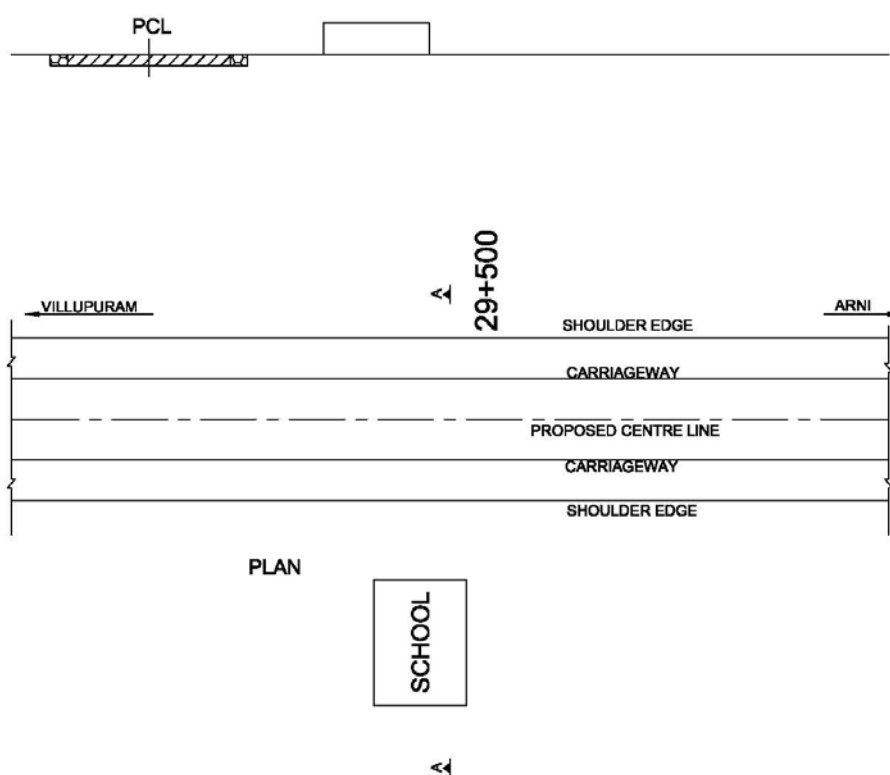 PCL
A
29+500
VILLUPURAM
ARNI
SHOULDER EDGE
CARRIAGEWAY
PROPOSED CENTRE LINE
CARRIAGEWAY
SHOULDER EDGE
PLAN
SCHOOL
A